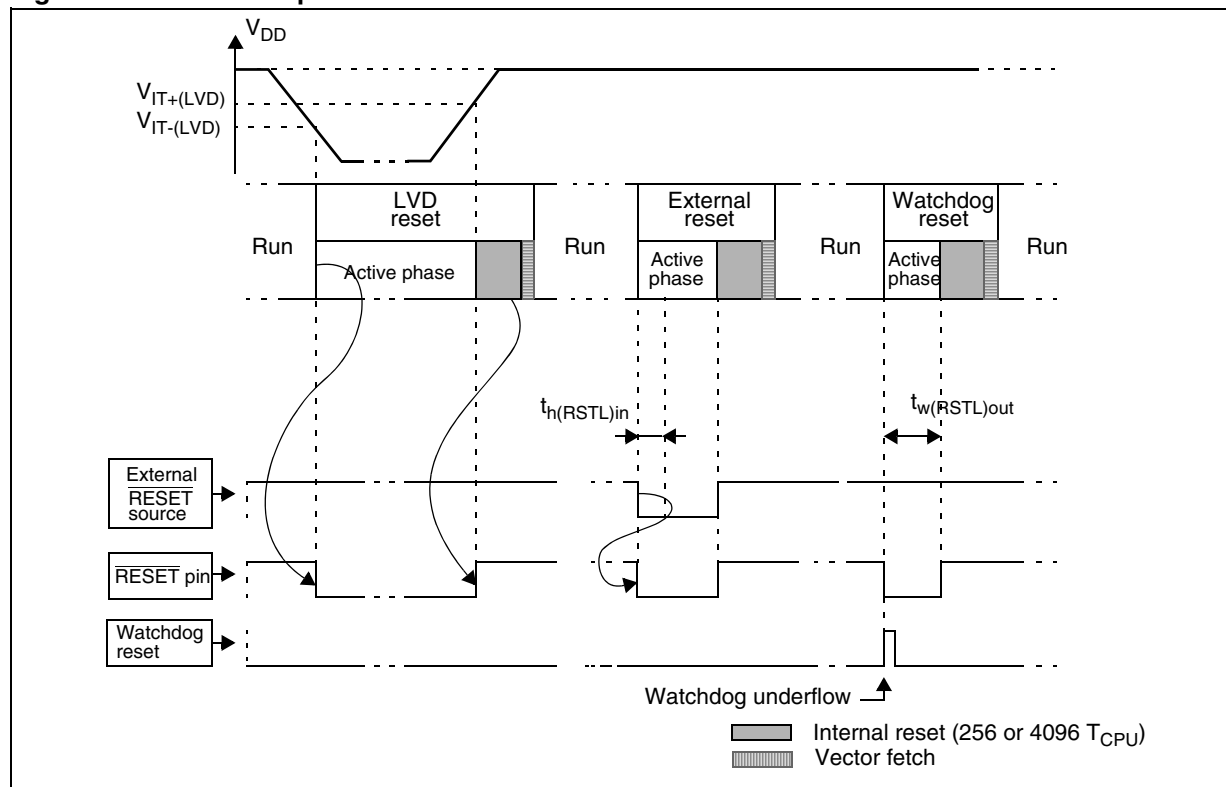 V_DD
V_IT+(LVD)
V_IT-(LVD)
LVD
reset
External
reset
Watchdog
reset
Run
Active phase
Run
Active
phase
Run
Active
phase
Run
t_h(RSTL)in
t_w(RSTL)out
External
RESET
source
RESET pin
Watchdog
reset
Watchdog underflow
Internal reset (256 or 4096 T_CPU)
Vector fetch